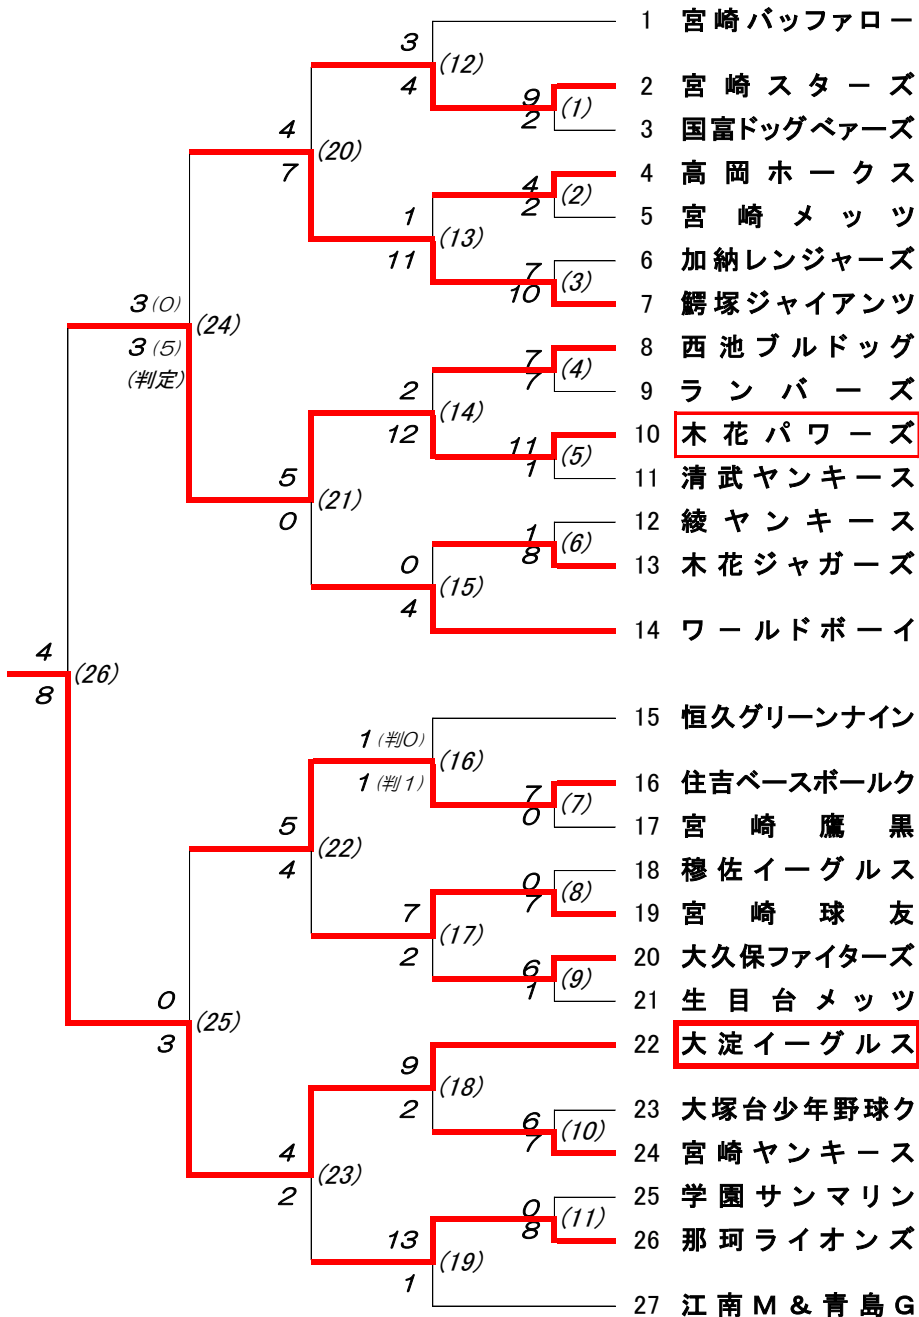 1 宮崎バッファロー
3
(12)
4
2 宮崎スターズ
9
(1)
2
3 国富ドッグベァーズ
4
(20)
7
4 高岡ホークス
4
(2)
2
5 宮崎メッツ
1
(13)
11
6 加納レンジャーズ
7
(3)
10
7 鰐塚ジャイアンツ
3(0)
(24)
3(5)
(判定)
8 西池ブルドッグ
7
(4)
7
9 ランバーズ
2
(14)
12
10 木花パワーズ
11
(5)
1
11 清武ヤンキース
5
(21)
0
12 綾ヤンキース
1
(6)
8
13 木花ジャガーズ
0
(15)
4
14 ワールドボーイ
4
(26)
8
15 恒久グリーンナイン
1(判0)
(16)
1(判1)
16 住吉ベースボールク
7
(7)
0
17 宮崎鷹黒
5
(22)
4
18 穆佐イーグルス
0
(8)
7
19 宮崎球友
7
(17)
2
20 大久保ファイターズ
6
(9)
1
21 生目台メッツ
0
(25)
3
22 大淀イーグルス
9
(18)
2
23 大塚台少年野球ク
6
(10)
7
24 宮崎ヤンキース
4
(23)
2
25 学園サンマリン
0
(11)
8
26 那珂ライオンズ
13
(19)
1
27 江南M&青島G